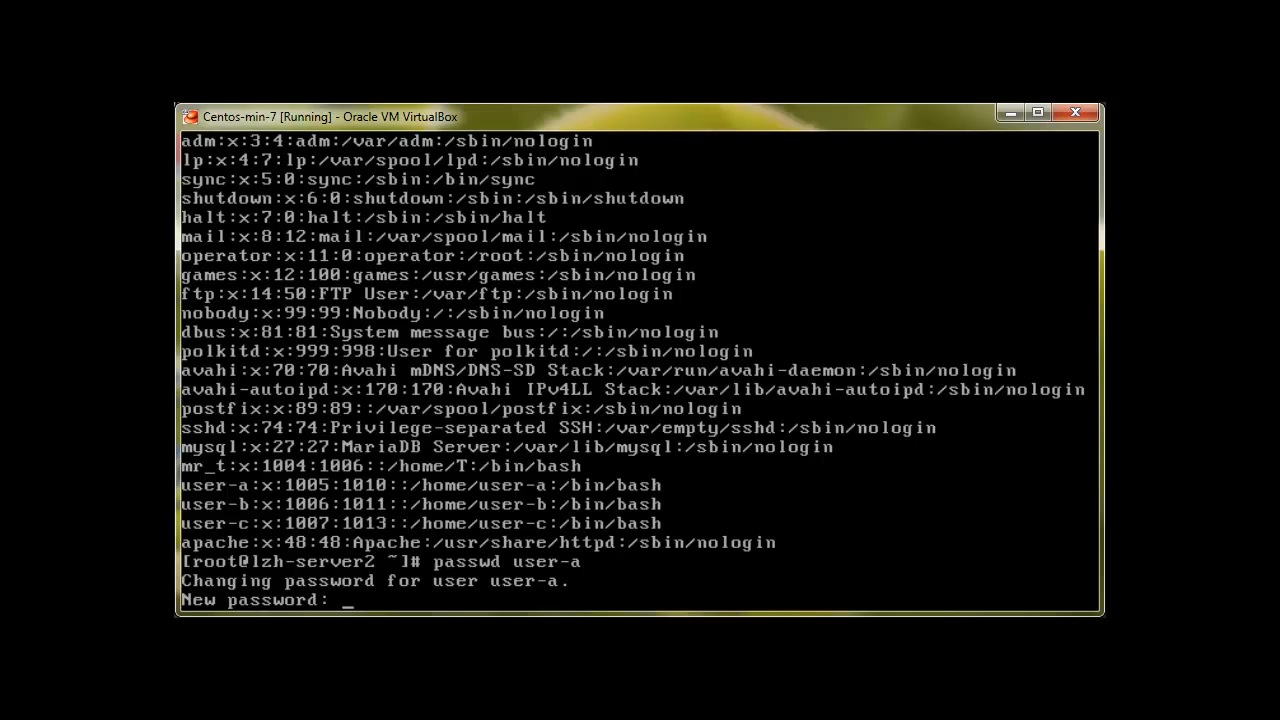 Centos-min-7 [Running] - Oracle VM VirtualBox
adm:x:3:4:adm:/var/adm:/sbin/nologin
lp:x:4:7:lp:/var/spool/lpd:/sbin/nologin
sync:x:5:0:sync:/sbin:/bin/sync
shutdown:x:6:0:shutdown:/sbin:/sbin/shutdown
halt:x:7:0:halt:/sbin:/sbin/halt
mail:x:8:12:mail:/var/spool/mail:/sbin/nologin
operator:x:11:0:operator:/root:/sbin/nologin
games:x:12:100:games:/usr/games:/sbin/nologin
ftp:x:14:50:FTP User:/var/ftp:/sbin/nologin
nobody:x:99:99:Nobody:/:/sbin/nologin
dbus:x:81:81:System message bus:/:/sbin/nologin
polkitd:x:999:998:User for polkitd:/:/sbin/nologin
avahi:x:70:70:Avahi mDNS/DNS-SD Stack:/var/run/avahi-daemon:/sbin/nologin
avahi-autoipd:x:170:170:Avahi IPv4LL Stack:/var/lib/avahi-autoipd:/sbin/nologin
postfix:x:89:89::/var/spool/postfix:/sbin/nologin
sshd:x:74:74:Privilege-separated SSH:/var/empty/sshd:/sbin/nologin
mysql:x:27:27:MariaDB Server:/var/lib/mysql:/sbin/nologin
mr_t:x:1004:1006::/home/T:/bin/bash
user-a:x:1005:1010::/home/user-a:/bin/bash
user-b:x:1006:1011::/home/user-b:/bin/bash
user-c:x:1007:1013::/home/user-c:/bin/bash
apache:x:48:48:Apache:/usr/share/httpd:/sbin/nologin
[root@lzh-server2 ~]# passwd user-a
Changing password for user user-a.
New password: _